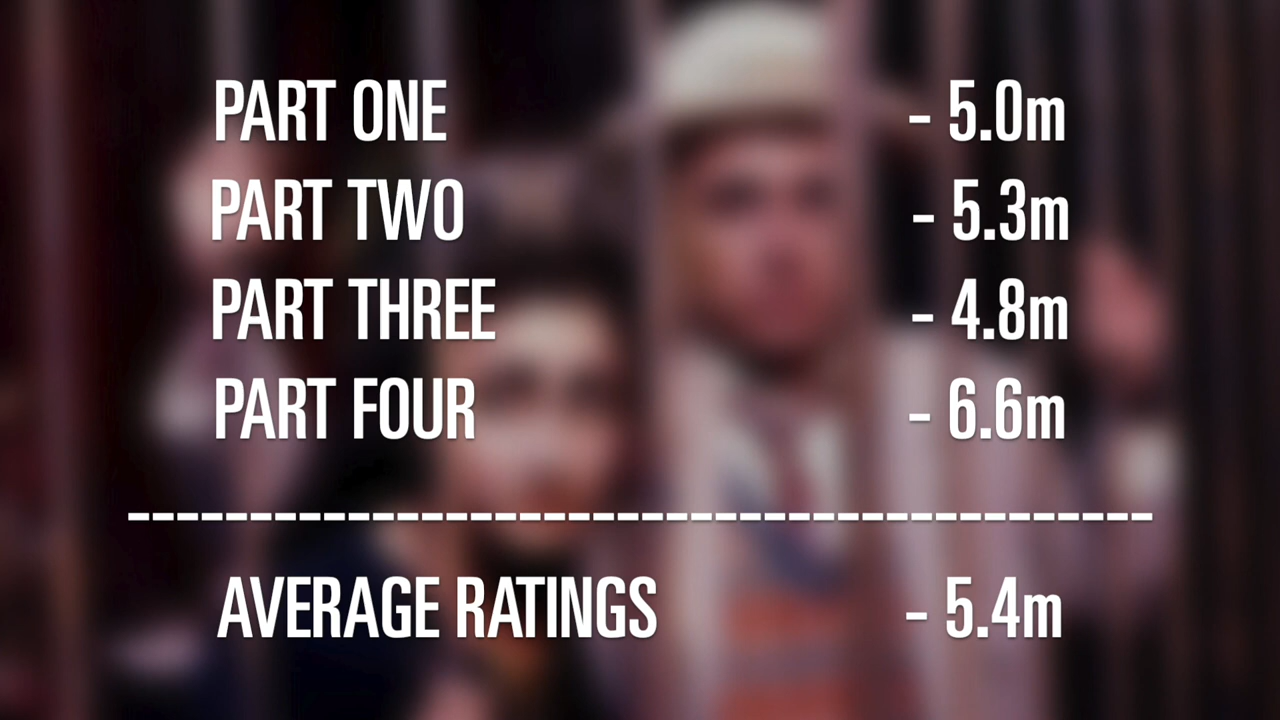 PART ONE - 5.0m
PART TWO - 5.3m
PART THREE - 4.8m
PART FOUR - 6.6m
AVERAGE RATINGS - 5.4m